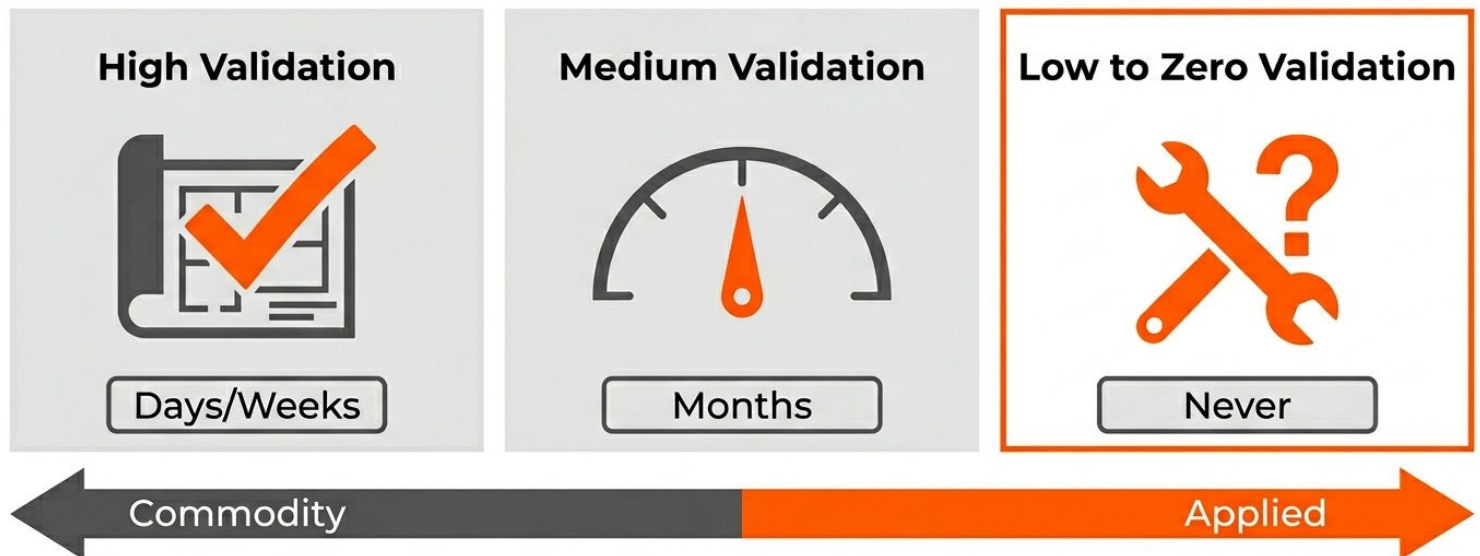 High Validation
Medium Validation
Low to Zero Validation
Days/Weeks
Months
Never
Commodity
Applied